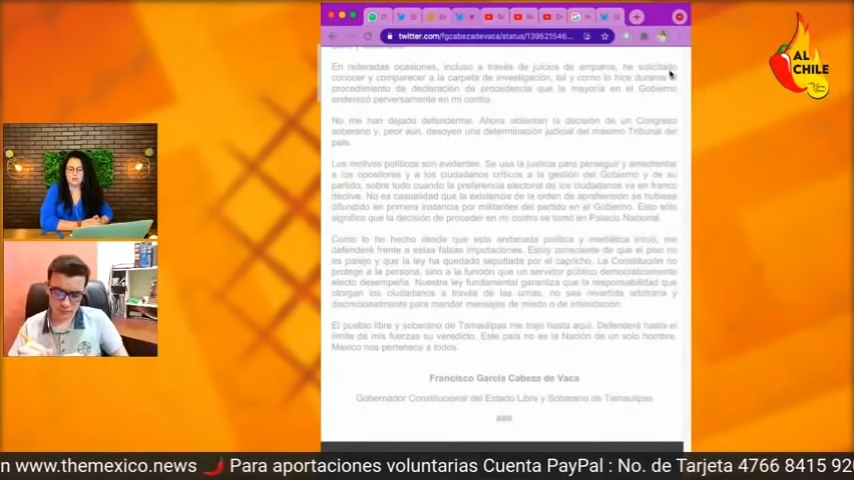 twitter.com/fgcabezadevaca/status/139521546...
En reiteradas ocasiones, incluso a través de juicios de amparos, he solicitado
conocer y comparecer a la carpeta de investigación, tal y como lo hice durante el
procedimiento de declaración de procedencia que la mayoría en el Gobierno
enderezó perversamente en mi contra.
No me han dejado defenderme. Ahora violentan la decisión de un Congreso
soberano y, peor aún, desoyen una determinación judicial del máximo Tribunal del
país.
Los motivos políticos son evidentes. Se usa la justicia para perseguir y amedrentar
a los opositores y a los ciudadanos críticos a la gestión del Gobierno y de su
partido, sobre todo cuando la preferencia electoral de los ciudadanos va en franco
declive. No es casualidad que la existencia de la orden de aprehensión se hubiese
difundido en primera instancia por militantes del partido en el Gobierno. Esto solo
significa que la decisión de proceder en mi contra se tomó en Palacio Nacional.
Como lo he hecho desde que esta andanada política y mediática inició, me
defenderé frente a estas falsas imputaciones. Estoy consciente de que el piso no
es parejo y que la ley ha quedado sepultada por el capricho. La Constitución no
protege a la persona, sino a la función que un servidor público democráticamente
electo desempeña. Nuestra ley fundamental garantiza que la responsabilidad que
otorgan los ciudadanos a través de las urnas, no sea revertida arbitraria y
discrecionalmente para mandar mensajes de miedo o de intimidación.
El pueblo libre y soberano de Tamaulipas me trajo hasta aquí. Defenderé hasta el
límite de mis fuerzas su veredicto. Este país no es la Nación de un solo hombre.
México nos pertenece a todos.
Francisco García Cabeza de Vaca
Gobernador Constitucional del Estado Libre y Soberano de Tamaulipas
###
AL
CHILE
n www.themexico.news Para aportaciones voluntarias Cuenta PayPal : No. de Tarjeta 4766 8415 920